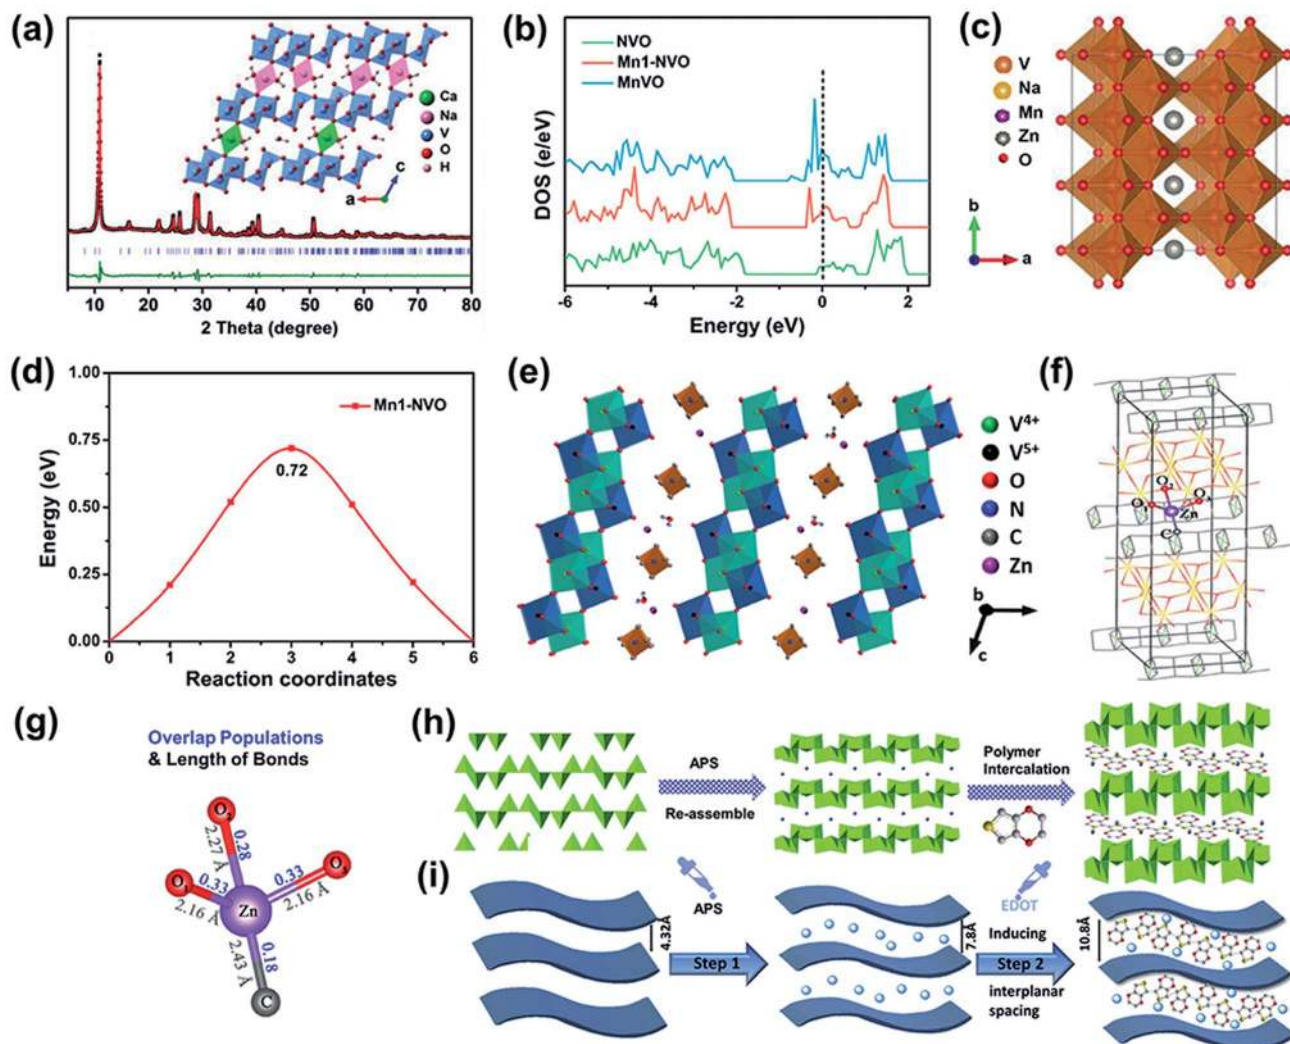 (a)
Ca
Na
V
O
H
c
a
10 20 30 40 50 60 70 80
2 Theta (degree)
(b)
NVO
Mn1-NVO
MnVO
DOS (e/eV)
-6 -4 -2 0 2
Energy (eV)
(c)
V
Na
Mn
Zn
O
b
a
(d)
1.00
0.75
0.50
0.25
0.00
Energy (eV)
Mn1-NVO
0.72
0 1 2 3 4 5 6
Reaction coordinates
(e)
V4+
V5+
O
N
C
Zn
b
c
(f)
O2
O1
Zn
C
(g)
Overlap Populations
& Length of Bonds
O2
0.28
2.27 Å
O1
0.33
2.16 Å
0.33
2.16 Å
Zn
2.43 Å
0.18
C
(h)
APS
Re-assemble
Polymer
Intercalation
(i)
4.32Å
APS
Step 1
7.8Å
EDOT
Inducing
Step 2
interplanar
spacing
10.8Å